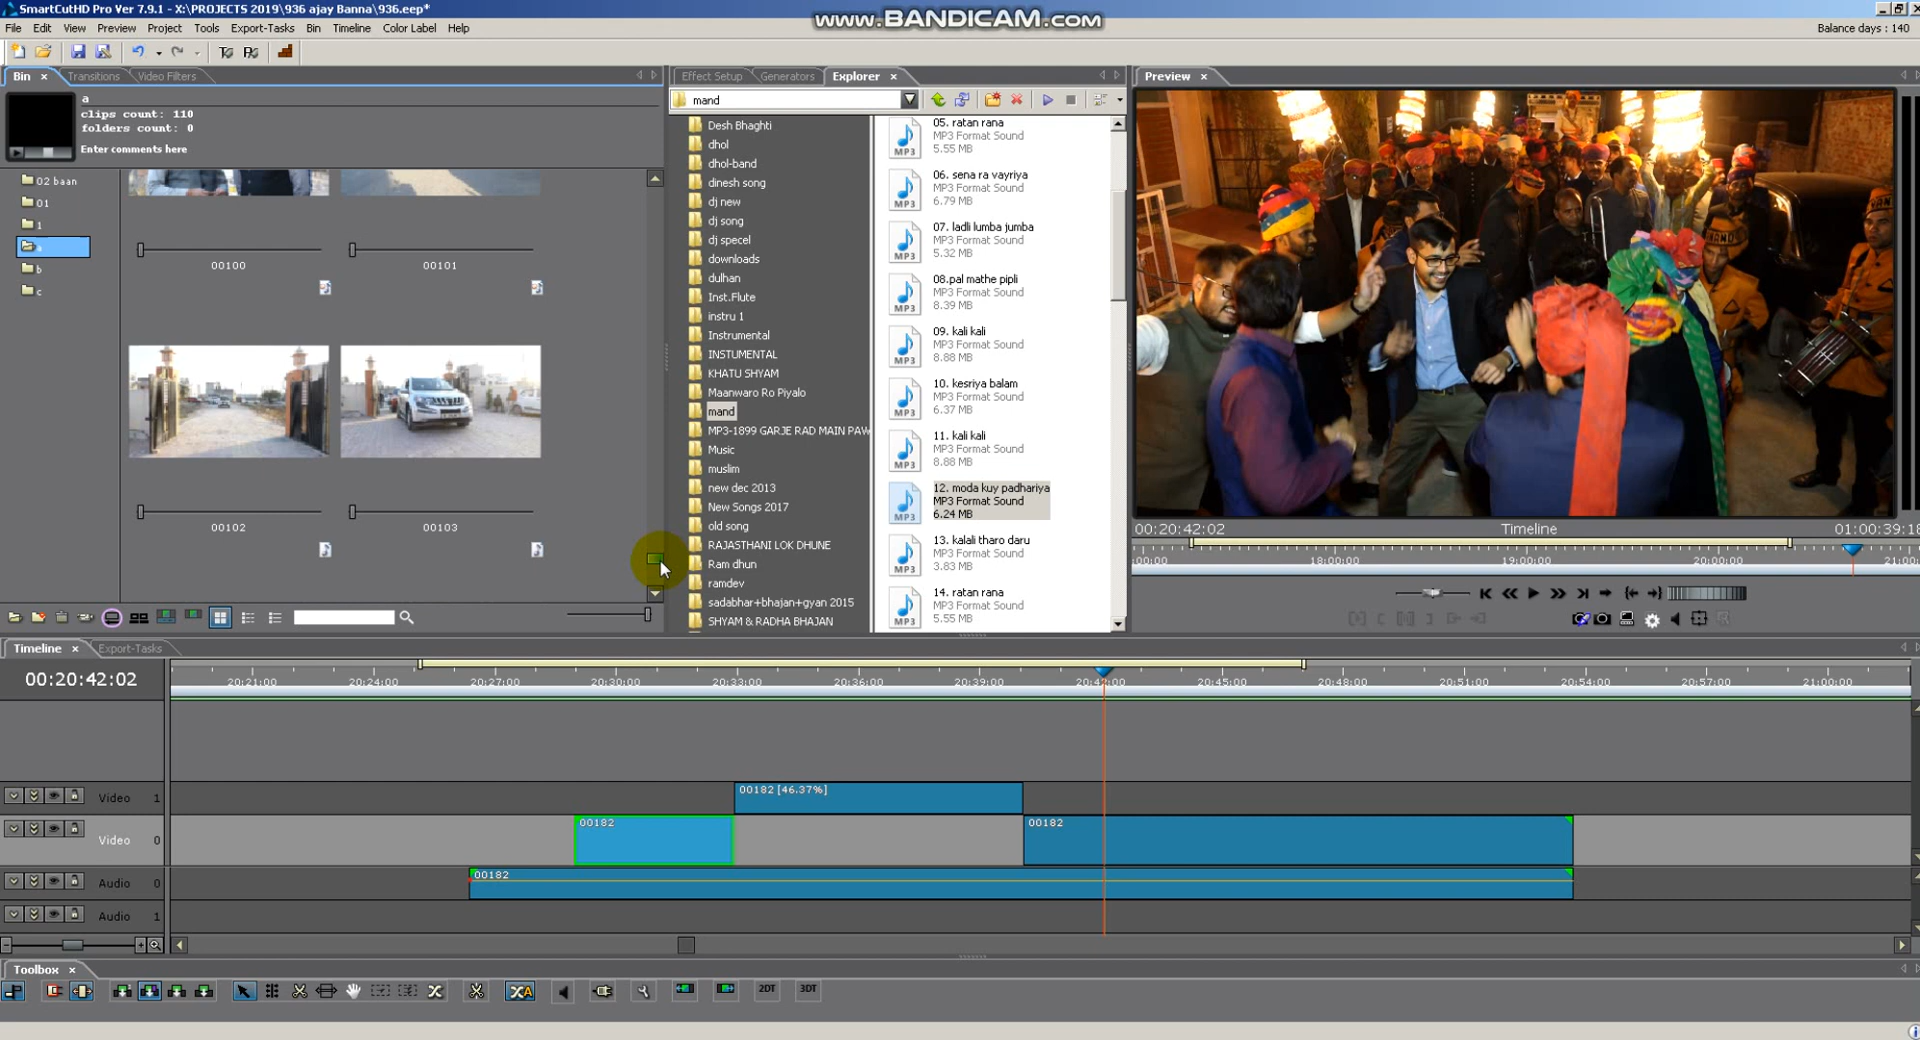 SmartCutHD Pro Ver 7.9.1 - X:\PROJECTS 2019\936 ajay Banna\936.eep*
www.BANDICAM.com
File Edit View Preview Project Tools Export-Tasks Bin Timeline Color Label Help
Balance days : 140
Bin Transitions Video Filters
Effect Setup Generators Explorer
Preview
a
clips count: 110
folders count: 0
Enter comments here
mand
02 baan
01
1
b
c
00100
00101
00102
00103
Desh Bhaghti
dhol
dhol-band
dinesh song
dj new
dj song
dj specel
downloads
dulhan
Inst.Flute
instru 1
Instrumental
INSTUMENTAL
KHATU SHYAM
Maanwaro Ro Piyalo
mand
MP3-1899 GARJE RAD MAIN PAW
Music
muslim
new dec 2013
New Songs 2017
old song
RAJASTHANI LOK DHUNE
Ram dhun
ramdev
sadabhar+bhajan+gyan 2015
SHYAM & RADHA BHAJAN
05. ratan rana
MP3 Format Sound
5.55 MB
06. sena ra vayriya
MP3 Format Sound
6.79 MB
07. ladli lumba jumba
MP3 Format Sound
5.32 MB
08.pal mathe pipli
MP3 Format Sound
8.39 MB
09. kali kali
MP3 Format Sound
8.88 MB
10. kesriya balam
MP3 Format Sound
6.37 MB
11. kali kali
MP3 Format Sound
8.88 MB
12. moda kuy padhariya
MP3 Format Sound
6.24 MB
13. kalali tharo daru
MP3 Format Sound
3.83 MB
14. ratan rana
MP3 Format Sound
5.55 MB
MP3
MP3
MP3
MP3
MP3
MP3
MP3
MP3
MP3
MP3
00:20:42:02 Timeline 01:00:39:18
:00:00 18:00:00 19:00:00 20:00:00 21:00
Timeline Export-Tasks
00:20:42:02
20:21:00 20:24:00 20:27:00 20:30:00 20:33:00 20:36:00 20:39:00 20:42:00 20:45:00 20:48:00 20:51:00 20:54:00 20:57:00 21:00:00
Video 1
00182 [46.37%]
Video 0
00182
00182
Audio 0
00182
Audio 1
Toolbox
2DT 3DT